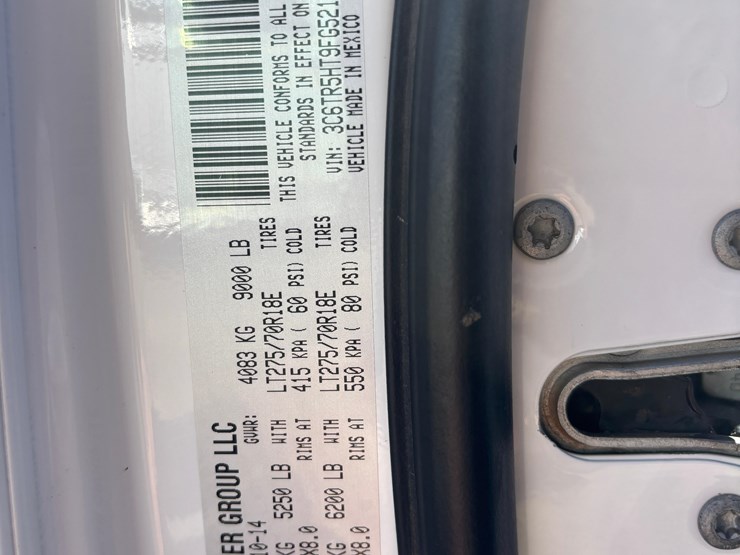 ER GROUP LLC
10-14 GVWR: 4083 KG 9000 LB
KG 5250 LB WITH LT275/70R18E TIRES
X8.0 RIMS AT 415 KPA ( 60 PSI) COLD
KG 6200 LB WITH LT275/70R18E TIRES
X8.0 RIMS AT 550 KPA ( 80 PSI) COLD
THIS VEHICLE CONFORMS TO ALL
STANDARDS IN EFFECT ON
VIN: 3C6TR5HT9FG521
VEHICLE MADE IN MEXICO